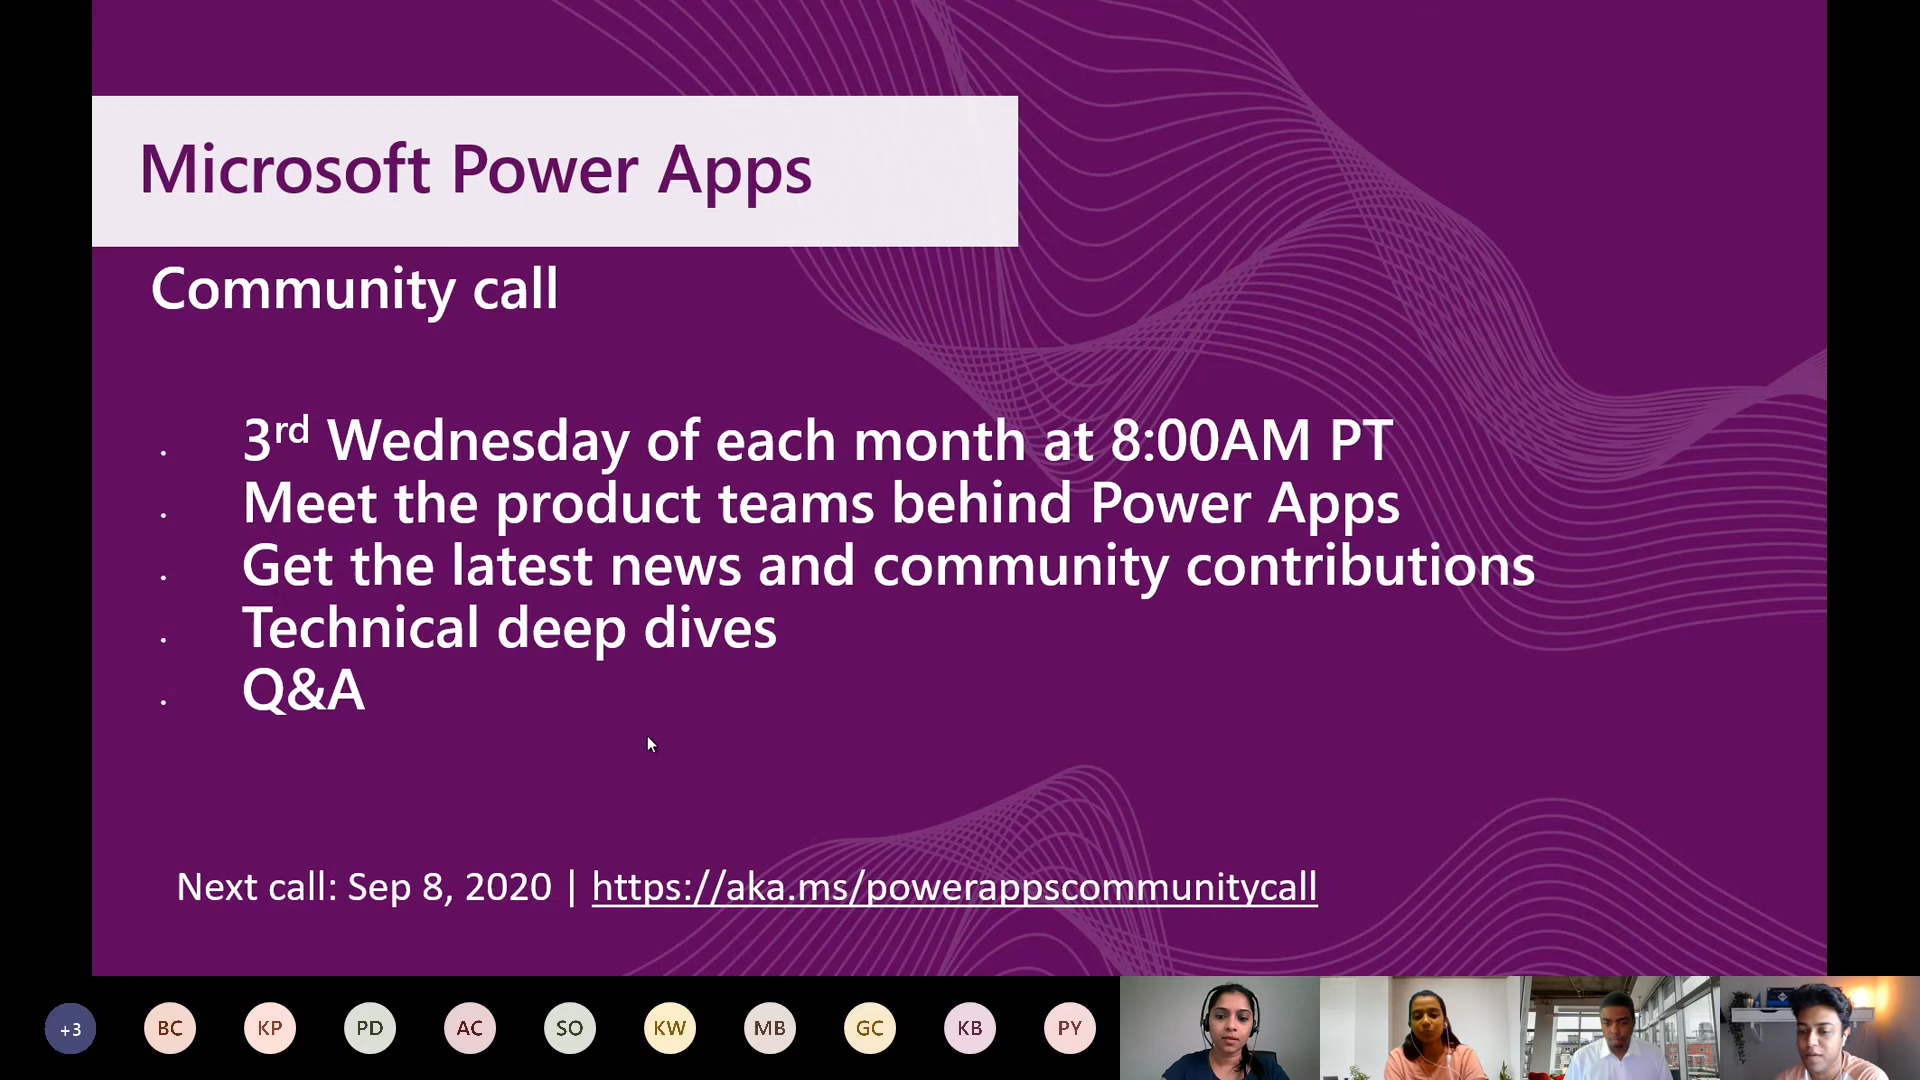 Microsoft Power Apps
Community call
3rd Wednesday of each month at 8:00AM PT
Meet the product teams behind Power Apps
Get the latest news and community contributions
Technical deep dives
Q&A
Next call: Sep 8, 2020 | https://aka.ms/powerappscommunitycall
+3 BC KP PD AC SO KW MB GC KB PY